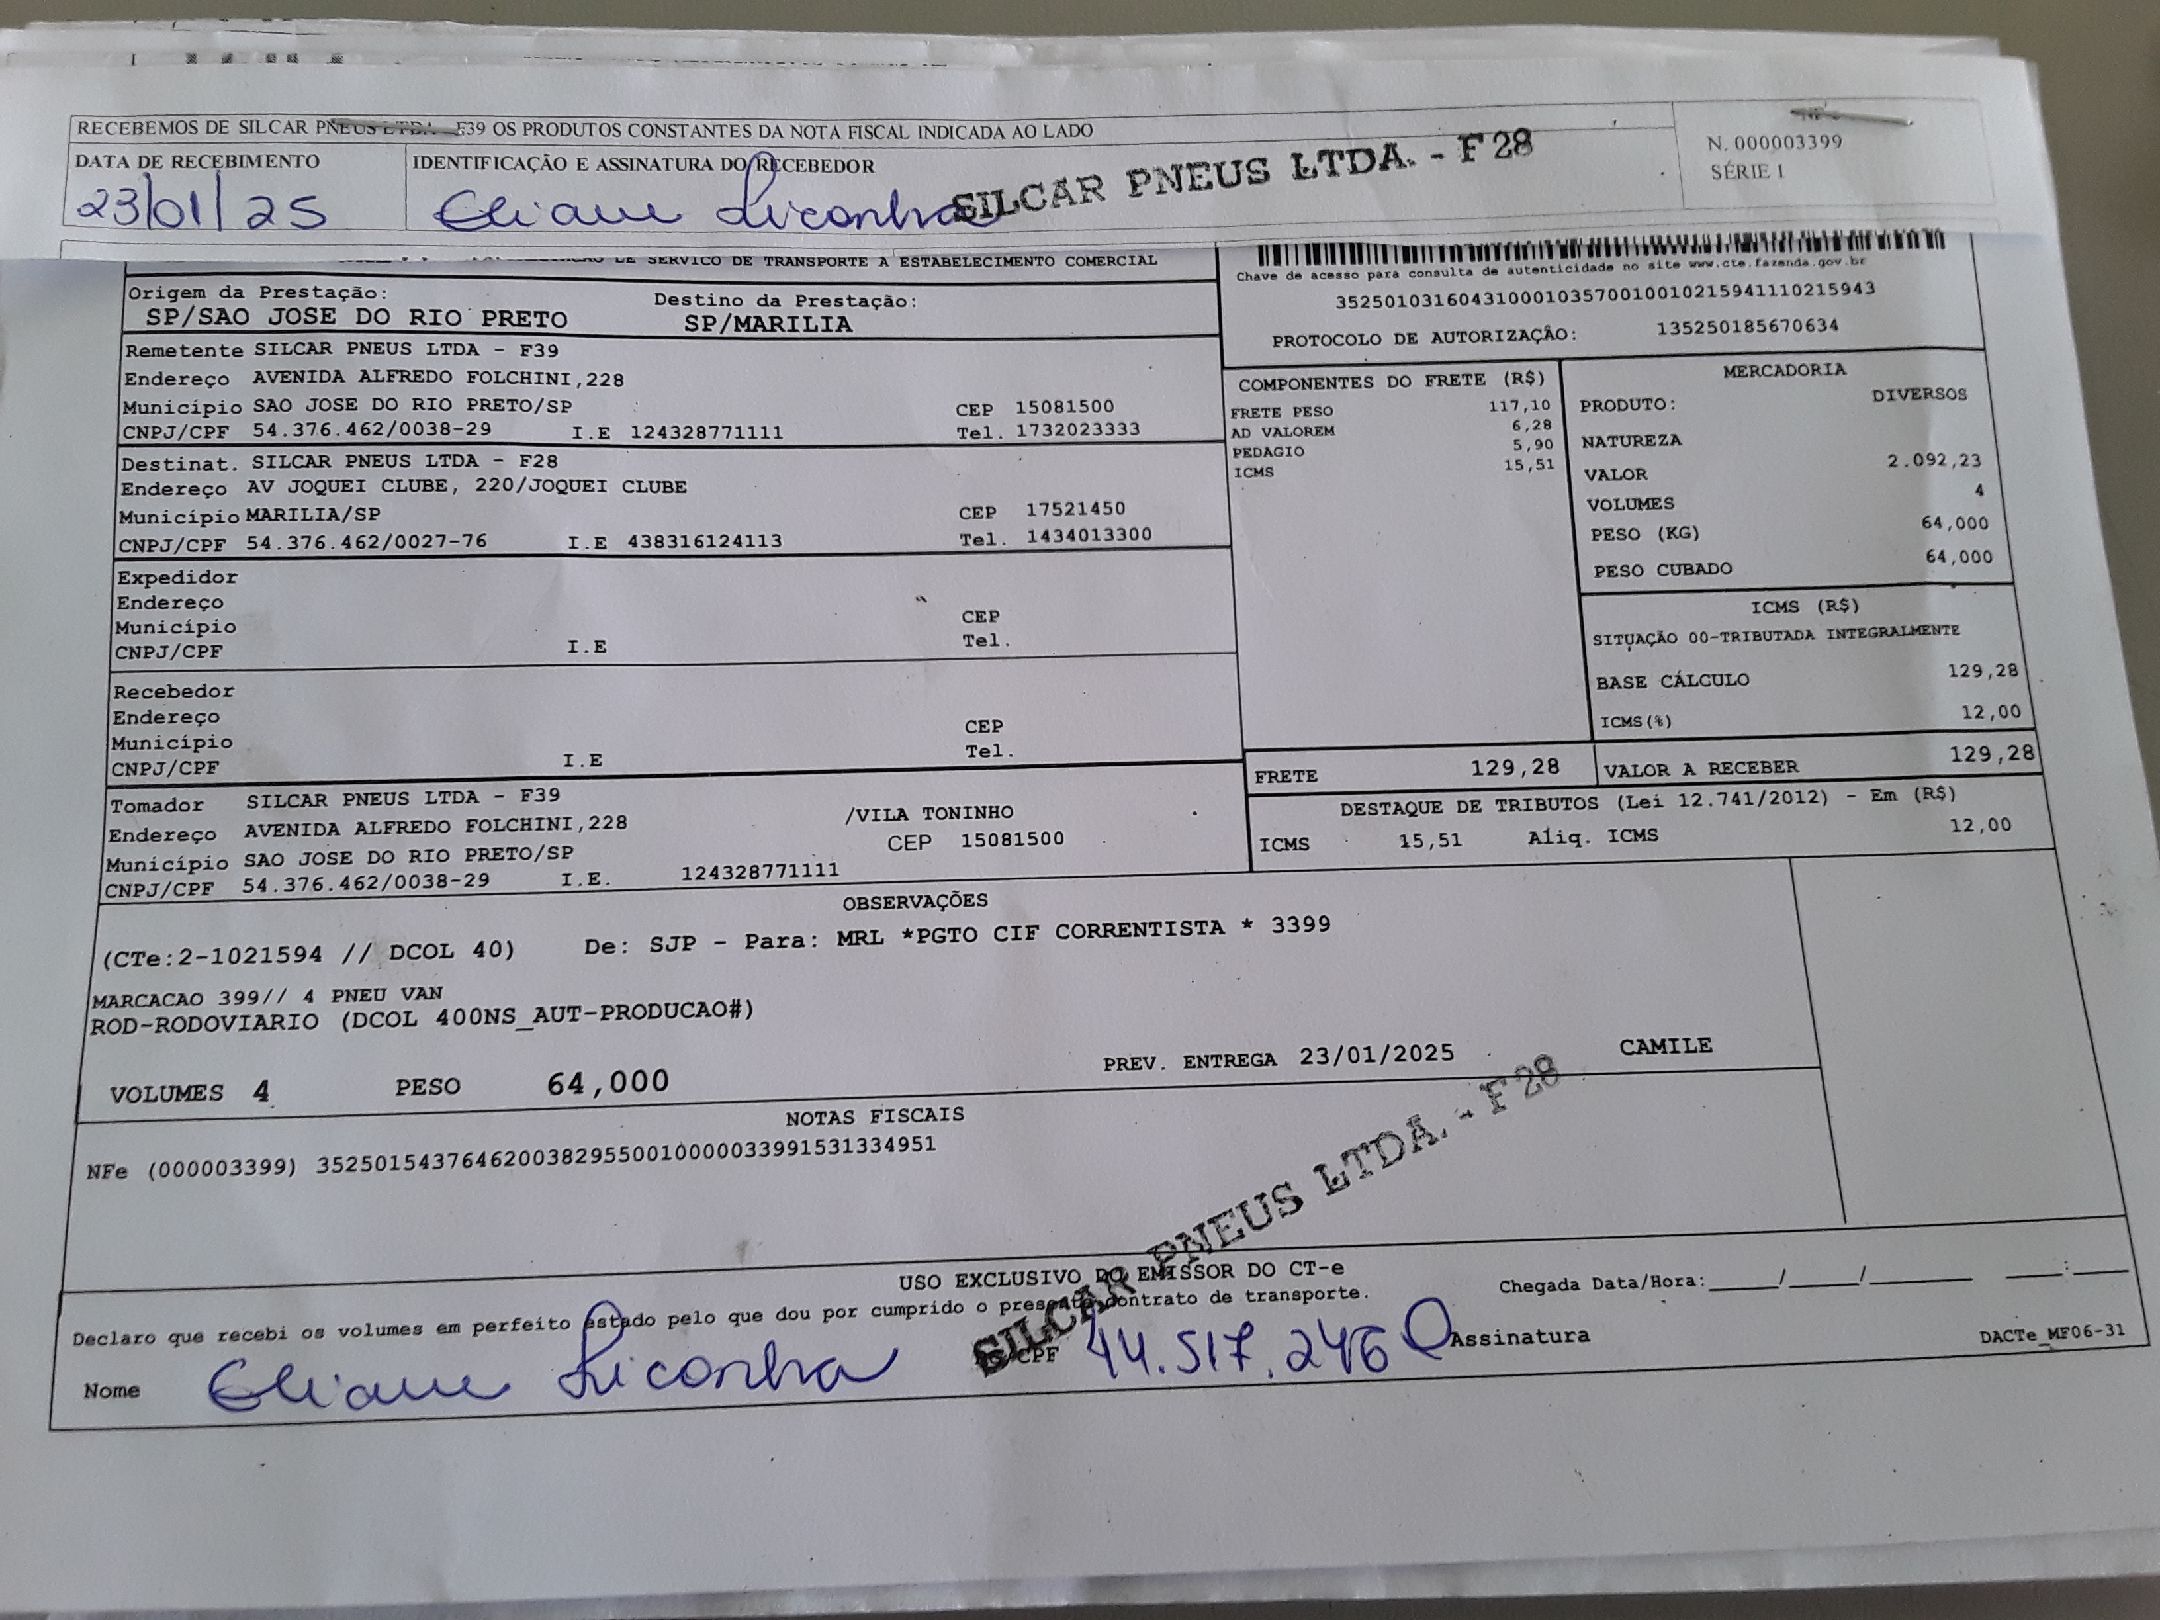 RECEBEMOS DE SILCAR PNEUS LTDA - F39 OS PRODUTOS CONSTANTES DA NOTA FISCAL INDICADA AO LADO
N. 000003399
SÉRIE 1
DATA DE RECEBIMENTO
IDENTIFICAÇÃO E ASSINATURA DO RECEBEDOR
23/01/25
SILCAR PNEUS LTDA. - F 28
DE SERVICO DE TRANSPORTE A ESTABELECIMENTO COMERCIAL
Chave de acesso para consulta de autenticidade no site www.cte.fazenda.gov.br
35250103160431000103570010010215941110215943
PROTOCOLO DE AUTORIZAÇÃO: 135250185670634
Origem da Prestação: Destino da Prestação:
SP/SAO JOSE DO RIO PRETO SP/MARILIA
Remetente SILCAR PNEUS LTDA - F39
Endereço AVENIDA ALFREDO FOLCHINI,228
Município SAO JOSE DO RIO PRETO/SP CEP 15081500
CNPJ/CPF 54.376.462/0038-29 I.E 124328771111 Tel. 1732023333
Destinat. SILCAR PNEUS LTDA - F28
Endereço AV JOQUEI CLUBE, 220/JOQUEI CLUBE
Município MARILIA/SP CEP 17521450
CNPJ/CPF 54.376.462/0027-76 I.E 438316124113 Tel. 1434013300
Expedidor
Endereço
Município CEP
CNPJ/CPF I.E Tel.
Recebedor
Endereço
Município CEP
CNPJ/CPF I.E Tel.
Tomador SILCAR PNEUS LTDA - F39
Endereço AVENIDA ALFREDO FOLCHINI,228 /VILA TONINHO
Município SAO JOSE DO RIO PRETO/SP CEP 15081500
CNPJ/CPF 54.376.462/0038-29 I.E. 124328771111
COMPONENTES DO FRETE (R$)
FRETE PESO 117,10
AD VALOREM 6,28
PEDAGIO 5,90
ICMS 15,51
MERCADORIA
PRODUTO: DIVERSOS
NATUREZA
VALOR 2.092,23
VOLUMES 4
PESO (KG) 64,000
PESO CUBADO 64,000
ICMS (R$)
SITUAÇÃO 00-TRIBUTADA INTEGRALMENTE
BASE CÁLCULO 129,28
ICMS(%) 12,00
FRETE 129,28 VALOR A RECEBER 129,28
DESTAQUE DE TRIBUTOS (Lei 12.741/2012) - Em (R$)
ICMS 15,51 Aliq. ICMS 12,00
OBSERVAÇÕES
(CTe:2-1021594 // DCOL 40) De: SJP - Para: MRL *PGTO CIF CORRENTISTA * 3399
MARCACAO 399// 4 PNEU VAN
ROD-RODOVIARIO (DCOL 400NS_AUT-PRODUCAO#)
VOLUMES 4 PESO 64,000 PREV. ENTREGA 23/01/2025 CAMILE
NOTAS FISCAIS
NFe (000003399) 35250154376462003829550010000033991531334951
SILCAR PNEUS LTDA. - F 28
USO EXCLUSIVO DO EMISSOR DO CT-e
Declaro que recebi os volumes em perfeito estado pelo que dou por cumprido o presente contrato de transporte.
Chegada Data/Hora:_____/_____/________ ____:____
Nome CPF 44.517.246 Assinatura
DACTe_MF06-31